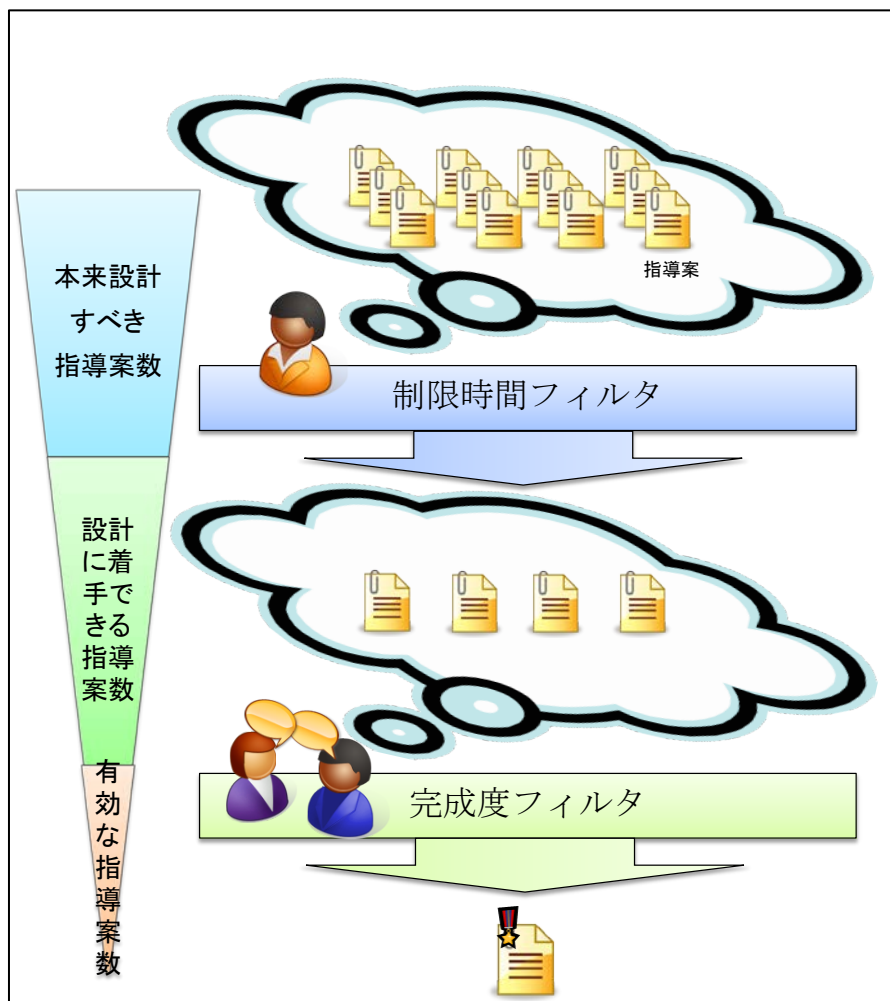 指導案
本来設計
すべき
指導案数
制限時間フィルタ
設計
に着
手で
きる
指導
案数
完成度フィルタ
有
効
な
指
導
案
数